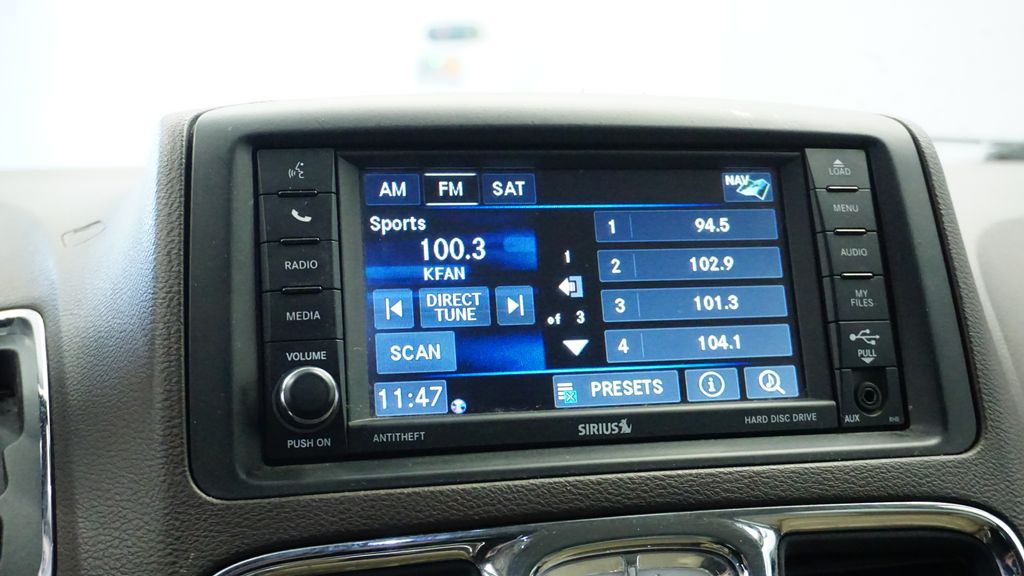 LOAD
AM FM SAT NAV
MENU
Sports
100.3
KFAN
1 94.5
2 102.9
3 101.3
4 104.1
1
of 3
RADIO
AUDIO
DIRECT
TUNE
MY
FILES
MEDIA
SCAN
PULL
VOLUME
11:47
PRESETS
PUSH ON
ANTITHEFT
SIRIUS
HARD DISC DRIVE
AUX